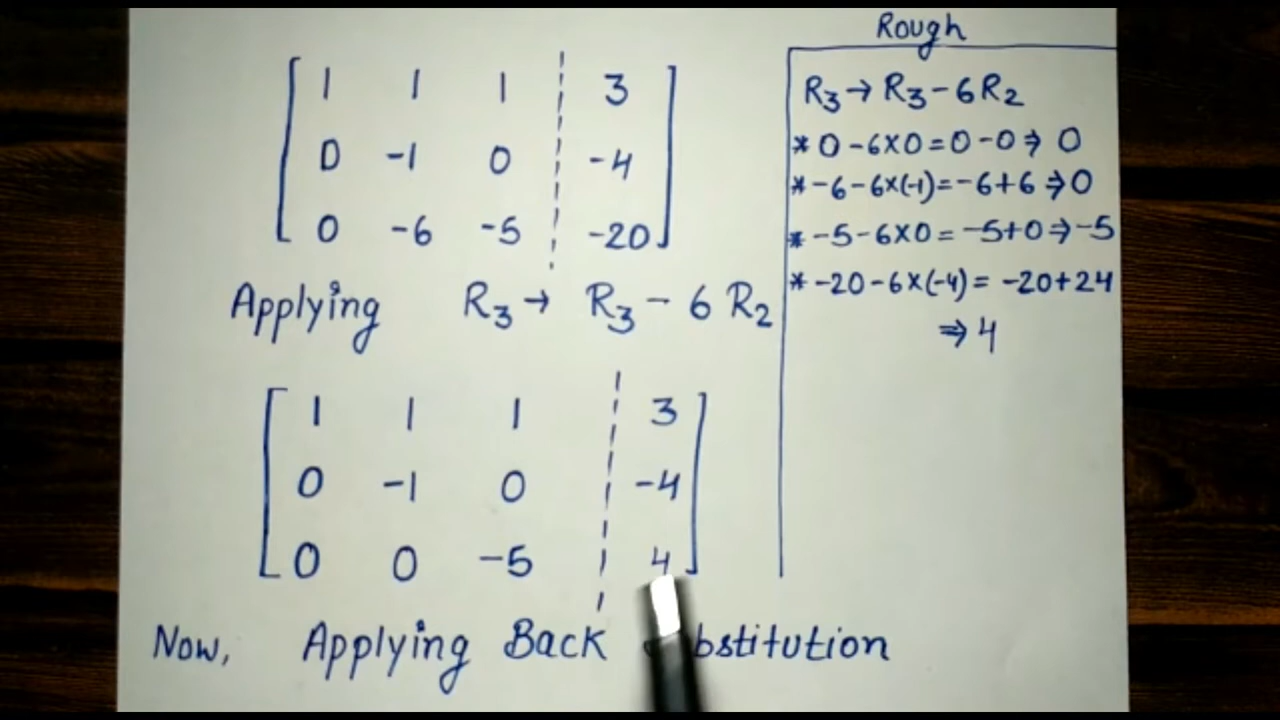 1 1 1 3
0 -1 0 -4
0 -6 -5 -20
Applying R3→ R3 - 6 R2
1 1 1 3
0 -1 0 -4
0 0 -5 4
Now, Applying Back
Rough
R3→ R3-6R2
* 0-6×0=0-0⇒ 0
* -6-6×(-1)=-6+6⇒0
* -5-6×0=-5+0⇒-5
* -20-6×(-4)= -20+24
⇒ 4